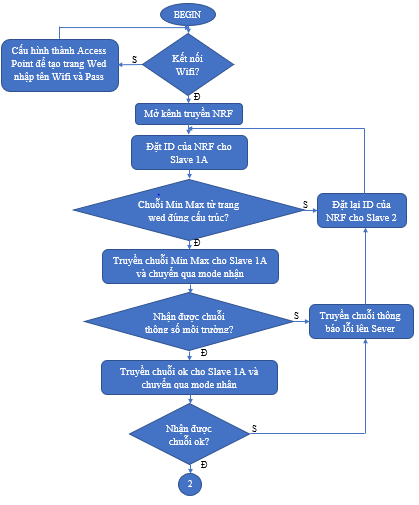 BEGIN
Cấu hình thành Access
Point để tạo trang Wed
nhập tên Wifi và Pass
S
Kết nối
Wifi?
Đ
Mở kênh truyền NRF
Đặt ID của NRF cho
Slave 1A
Chuỗi Min Max từ trang
wed đúng cấu trúc?
S
Đặt lại ID của
NRF cho Slave 2
Đ
Truyền chuỗi Min Max cho Slave 1A
và chuyển qua mode nhận
Nhận được chuỗi
thông số môi trường?
S
Truyền chuỗi thông
báo lỗi lên Sever
Đ
Truyền chuỗi ok cho Slave 1A và
chuyển qua mode nhận
Nhận được
chuỗi ok?
S
Đ
2